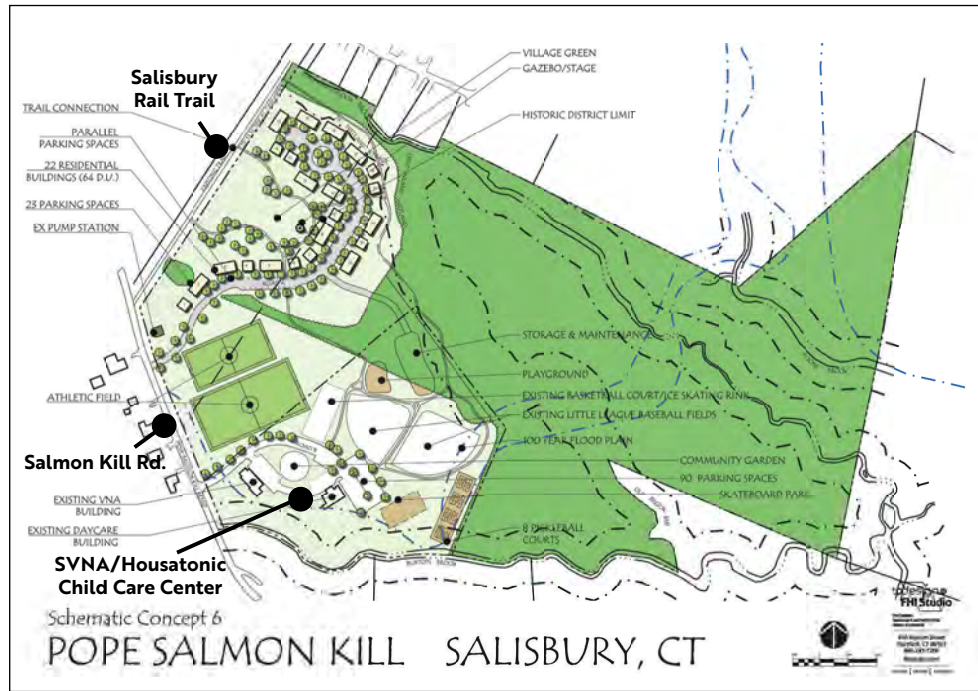 Salisbury
Rail Trail
VILLAGE GREEN
GAZEBO/STAGE
HISTORIC DISTRICT LIMIT
TRAIL CONNECTION
PARALLEL
PARKING SPACES
22 RESIDENTIAL
BUILDINGS (64 D.U.)
23 PARKING SPACES
EX PUMP STATION
STORAGE & MAINTENANCE
PLAYGROUND
EXISTING BASKETBALL COURT/ICE SKATING RINK
EXISTING LITTLE LEAGUE BASEBALL FIELDS
100 YEAR FLOOD PLAIN
COMMUNITY GARDEN
90 PARKING SPACES
SKATEBOARD PARK
8 PICKLEBALL
COURTS
ATHLETIC FIELD
Salmon Kill Rd.
EXISTING VNA
BUILDING
EXISTING DAYCARE
BUILDING
SVNA/Housatonic
Child Care Center
BURTON BROOK
Schematic Concept 6
POPE SALMON KILL SALISBURY, CT
FHI Studio